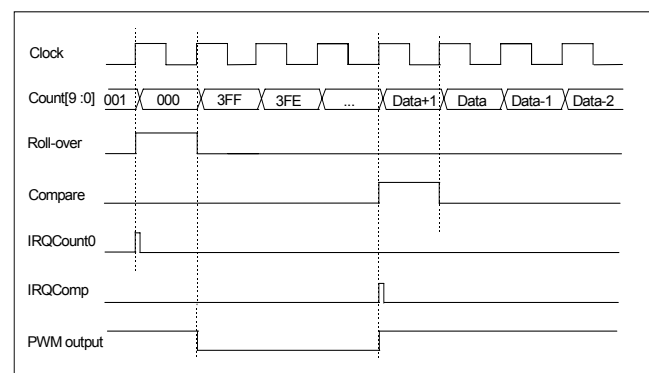 Clock
Count[9 :0] 001 000 3FF 3FE ... Data+1 Data Data-1 Data-2
Roll-over
Compare
IRQCount0
IRQComp
PWM output